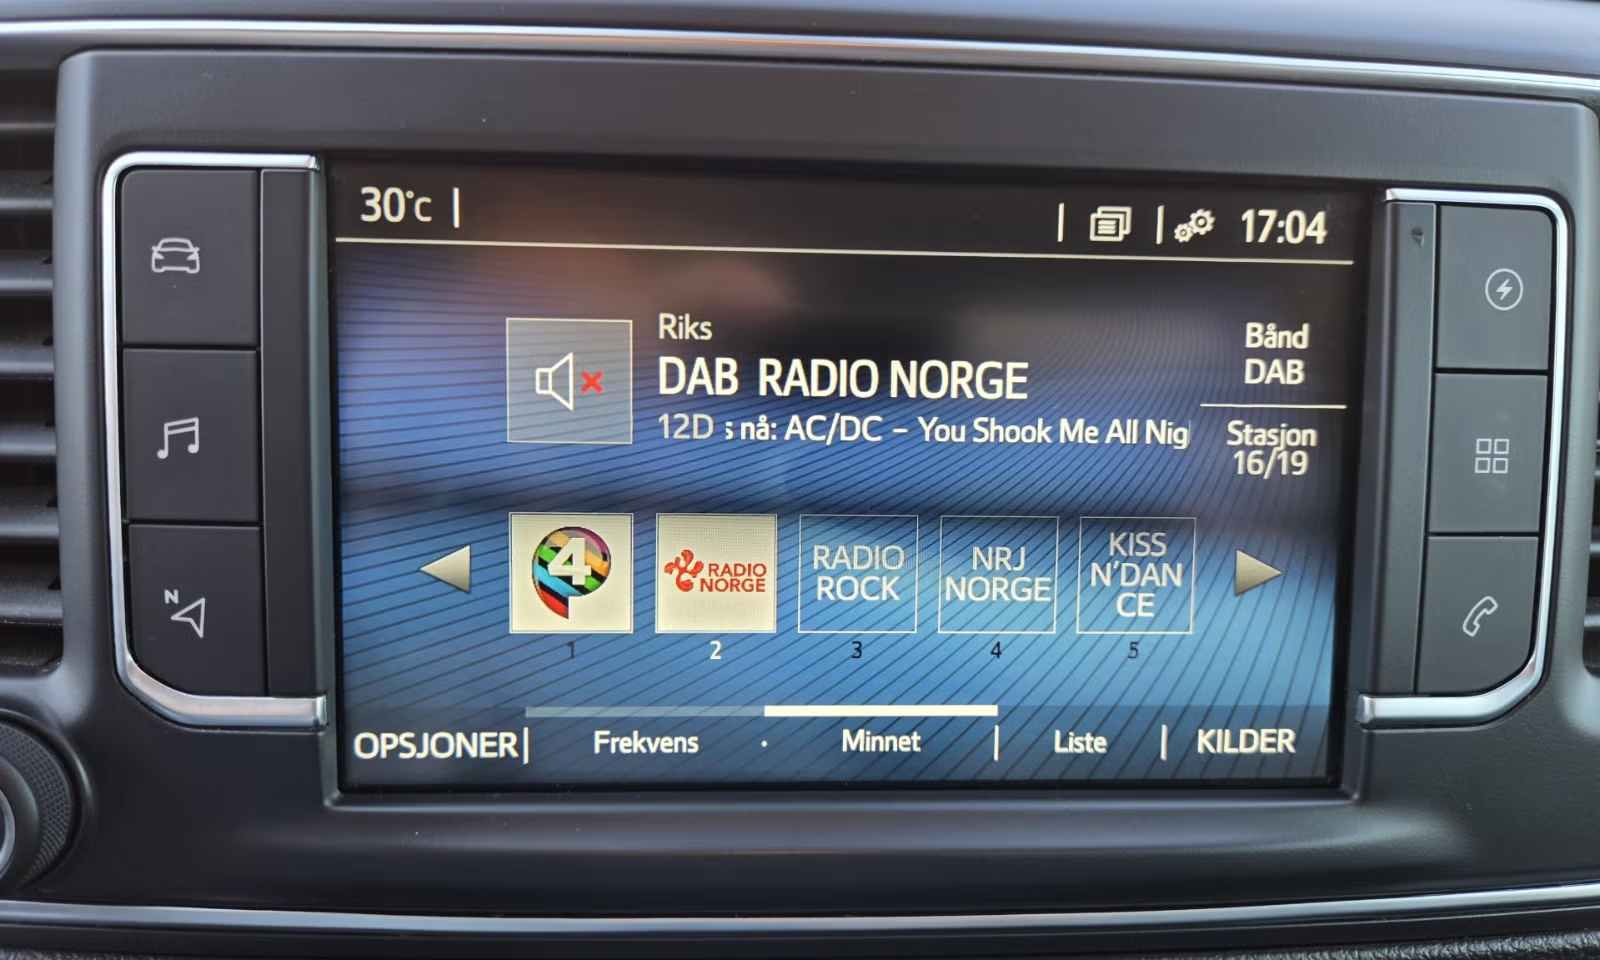 30°C
17:04
Riks
DAB RADIO NORGE
12D s nå: AC/DC - You Shook Me All Nig
Bånd
DAB
Stasjon
16/19
4
RADIO
NORGE
RADIO
ROCK
NRJ
NORGE
KISS
N'DAN
CE
1
2
3
4
5
OPSJONER
Frekvens
Minnet
Liste
KILDER
N